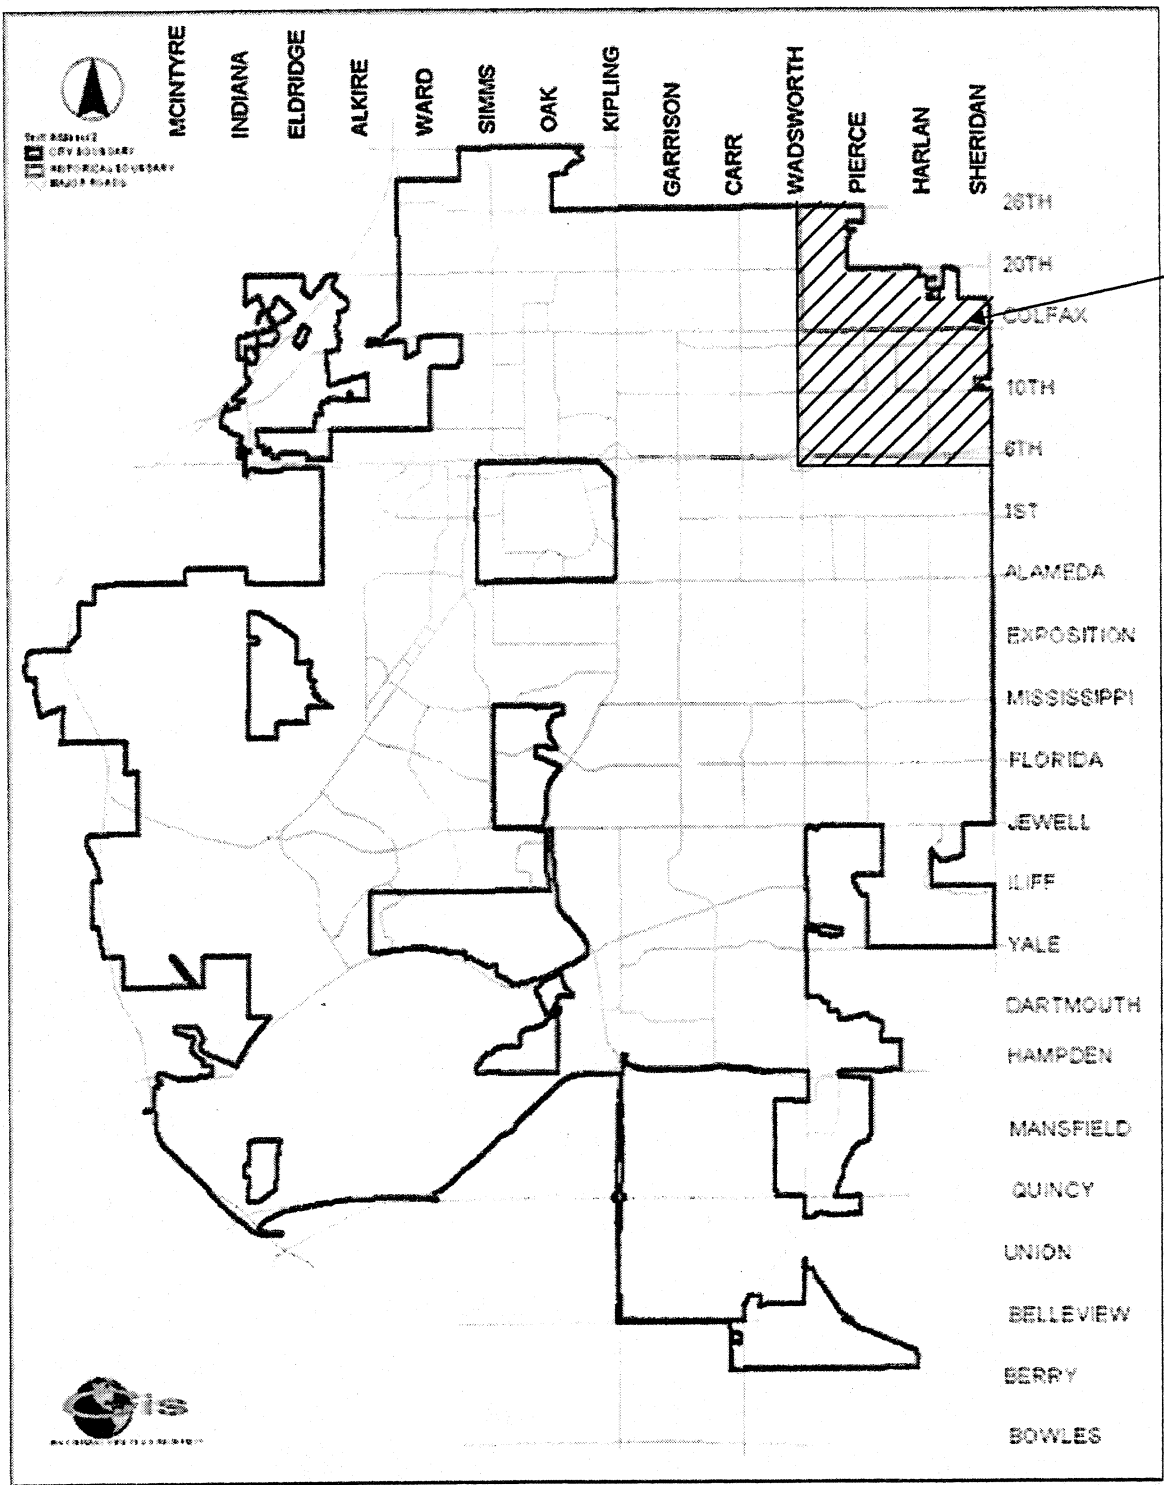 MCINTYRE
INDIANA
ELDRIDGE
ALKIRE
WARD
SIMMS
OAK
KIPLING
GARRISON
CARR
WADSWORTH
PIERCE
HARLAN
SHERIDAN
CITY BOUNDARY
HISTORICAL BOUNDARY
MAJOR ROADS
26TH
20TH
COLFAX
10TH
6TH
1ST
ALAMEDA
EXPOSITION
MISSISSIPPI
FLORIDA
JEWELL
ILIFF
YALE
DARTMOUTH
HAMPDEN
MANSFIELD
QUINCY
UNION
BELLEVIEW
BERRY
BOWLES